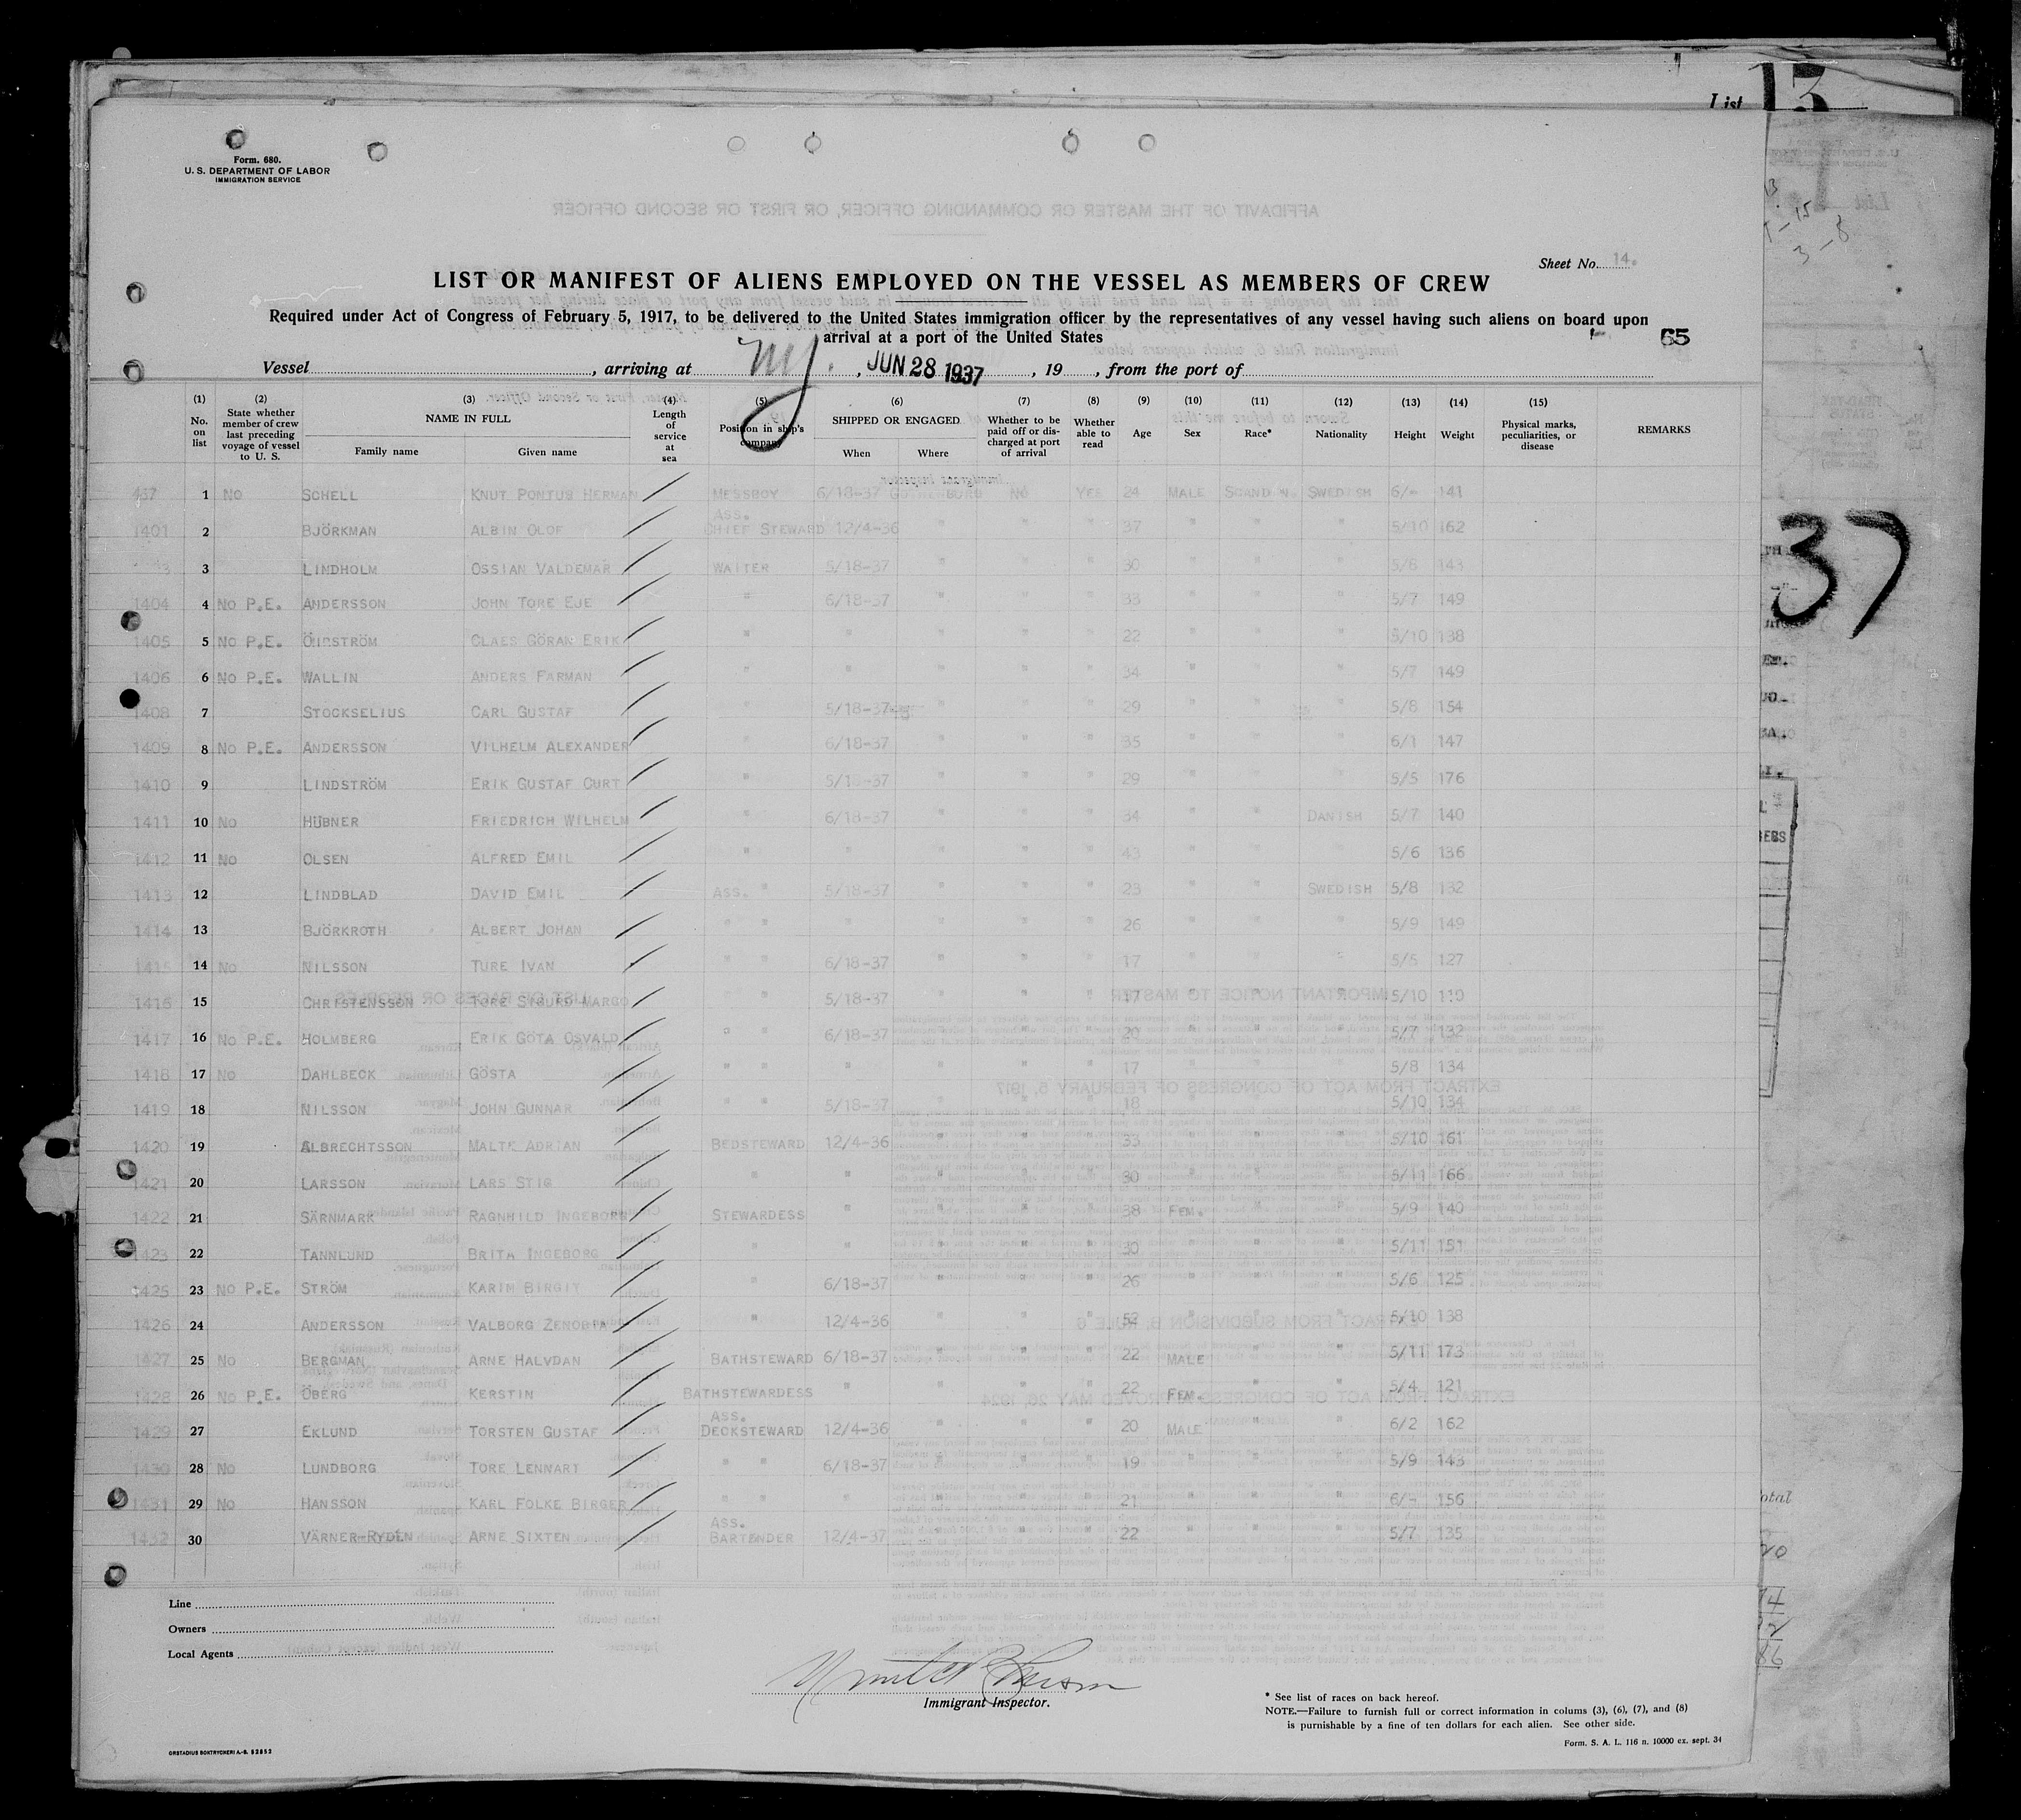 List 13
Form. 680.
U. S. DEPARTMENT OF LABOR
IMMIGRATION SERVICE
Sheet No. 14.
LIST OR MANIFEST OF ALIENS EMPLOYED ON THE VESSEL AS MEMBERS OF CREW
Required under Act of Congress of February 5, 1917, to be delivered to the United States immigration officer by the representatives of any vessel having such aliens on board upon
arrival at a port of the United States
65
Vessel , arriving at NY. , JUN 28 1937 , 19 , from the port of
(1) No. on list (2) State whether member of crew last preceding voyage of vessel to U. S. (3) NAME IN FULL Family name Given name (4) Length of service at sea (5) Position in ship's company (6) SHIPPED OR ENGAGED When Where (7) Whether to be paid off or discharged at port of arrival (8) Whether able to read (9) Age (10) Sex (11) Race* (12) Nationality (13) Height (14) Weight (15) Physical marks, peculiarities, or disease REMARKS
437 1 No SCHELL KNUT PONTUS HERMAN MESSBOY 6/18-37 GOTHENBURG NO YES 24 MALE SCANDIN. SWEDISH 6/- 141
1401 2 BJÖRKMAN ALBIN OLOF ASS. CHIEF STEWARD 12/4-36 " " " 37 " " " 5/10 162
3 LINDHOLM OSSIAN VALDEMAR WAITER 5/18-37 " " " 30 " " " 5/6 143
1404 4 No P.E. ANDERSSON JOHN TORE EJE " 6/18-37 " " " 33 " " " 5/7 149
1405 5 No P.E. CLAES GÖRAN ERIK " " " " " 22 " " " 5/10 138
1406 6 No P.E. WALLIN ANDERS FARMAN " " " " " 34 " " " 5/7 149
1408 7 STOCKSELIUS CARL GUSTAF " 5/18-37 " " " 29 " " " 5/8 154
1409 8 No P.E. ANDERSSON VILHELM ALEXANDER " 6/18-37 " " " 35 " " " 6/1 147
1410 9 LINDSTRÖM ERIK GUSTAF CURT " 5/18-37 " " " 29 " " " 5/5 176
1411 10 No HÜBNER FRIEDRICH WILHELM " 6/18-37 " " " 34 " " DANISH 5/7 140
1412 11 No OLSEN ALFRED EMIL " " " " " 43 " " " 5/6 136
1413 12 LINDBLAD DAVID EMIL ASS. " 5/18-37 " " " 23 " " SWEDISH 5/8 132
1414 13 BJÖRKROTH ALBERT JOHAN " " " " " " 26 " " " 5/9 149
1415 14 No NILSSON TURE IVAN " " 6/18-37 " " " 17 " " " 5/5 127
1416 15 CHRISTENSSON TORE SIGURD MARGO " " 5/18-37 " " " 17 " " " 5/10 110
1417 16 No P.E. HOLMBERG ERIK GÖTA OSVALD " " 6/18-37 " " " 20 " " " 5/7 132
1418 17 No DAHLBECK GÖSTA " " " " " " 17 " " " 5/8 134
1419 18 NILSSON JOHN GUNNAR " " 5/18-37 " " " 18 " " " 5/10 134
1420 19 ALBRECHTSSON MALTE ADRIAN BEDSTEWARD 12/4-36 " " " 33 " " " 5/10 161
1421 20 LARSSON LARS STIG " " " " " 30 " " " 5/11 166
1422 21 SÄRNMARK RAGNHILD INGEBORG STEWARDESS " " " " 38 FEM. " " 5/9 140
1423 22 TANNLUND BRITA INGEBORG " " " " " 30 " " " 5/11 151
1425 23 No P.E. STRÖM KARIN BIRGIT " 6/18-37 " " " 26 " " " 5/6 125
1426 24 ANDERSSON VALBORG ZENOBIA " 12/4-36 " " " 52 " " " 5/10 138
1427 25 No BERGMAN ARNE HALVDAN BATHSTEWARD 6/18-37 " " " 22 MALE " " 5/11 173
1428 26 No P.E. ÖBERG KERSTIN BATHSTEWARDESS " " " " 22 FEM. " " 5/4 121
1429 27 EKLUND TORSTEN GUSTAF ASS. DECKSTEWARD 12/4-36 " " " 20 MALE " " 6/2 162
1430 28 No LUNDBORG TORE LENNART " " 6/18-37 " " " 19 " " " 5/9 143
1431 29 No HANSSON KARL FOLKE BIRGER " " " " " " 21 " " " 6/- 156
1432 30 VÄRNER-RYDÉN ARNE SIXTEN ASS. BARTENDER 12/4-37 " " " 22 " " " 5/7 135
37
Line
Owners
Local Agents
Immigrant Inspector.
* See list of races on back hereof.
NOTE.—Failure to furnish full or correct information in colums (3), (6), (7), and (8)
is punishable by a fine of ten dollars for each alien. See other side.
Form. S. A. L. 116 n. 10000 ex. sept. 34
ORSTADIUS BOKTRYCKERI A.-B. 52852